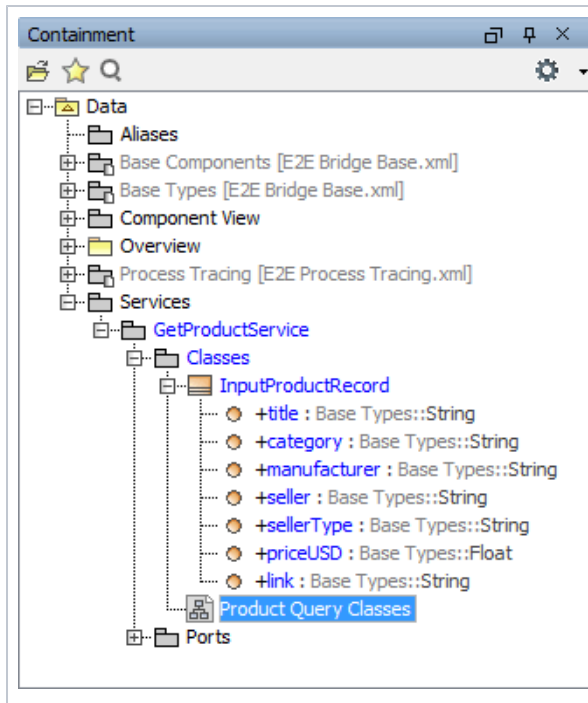 Containment
Data
Aliases
Base Components [E2E Bridge Base.xml]
Base Types [E2E Bridge Base.xml]
Component View
Overview
Process Tracing [E2E Process Tracing.xml]
Services
GetProductService
Classes
InputProductRecord
+title : Base Types::String
+category : Base Types::String
+manufacturer : Base Types::String
+seller : Base Types::String
+sellerType : Base Types::String
+priceUSD : Base Types::Float
+link : Base Types::String
Product Query Classes
Ports